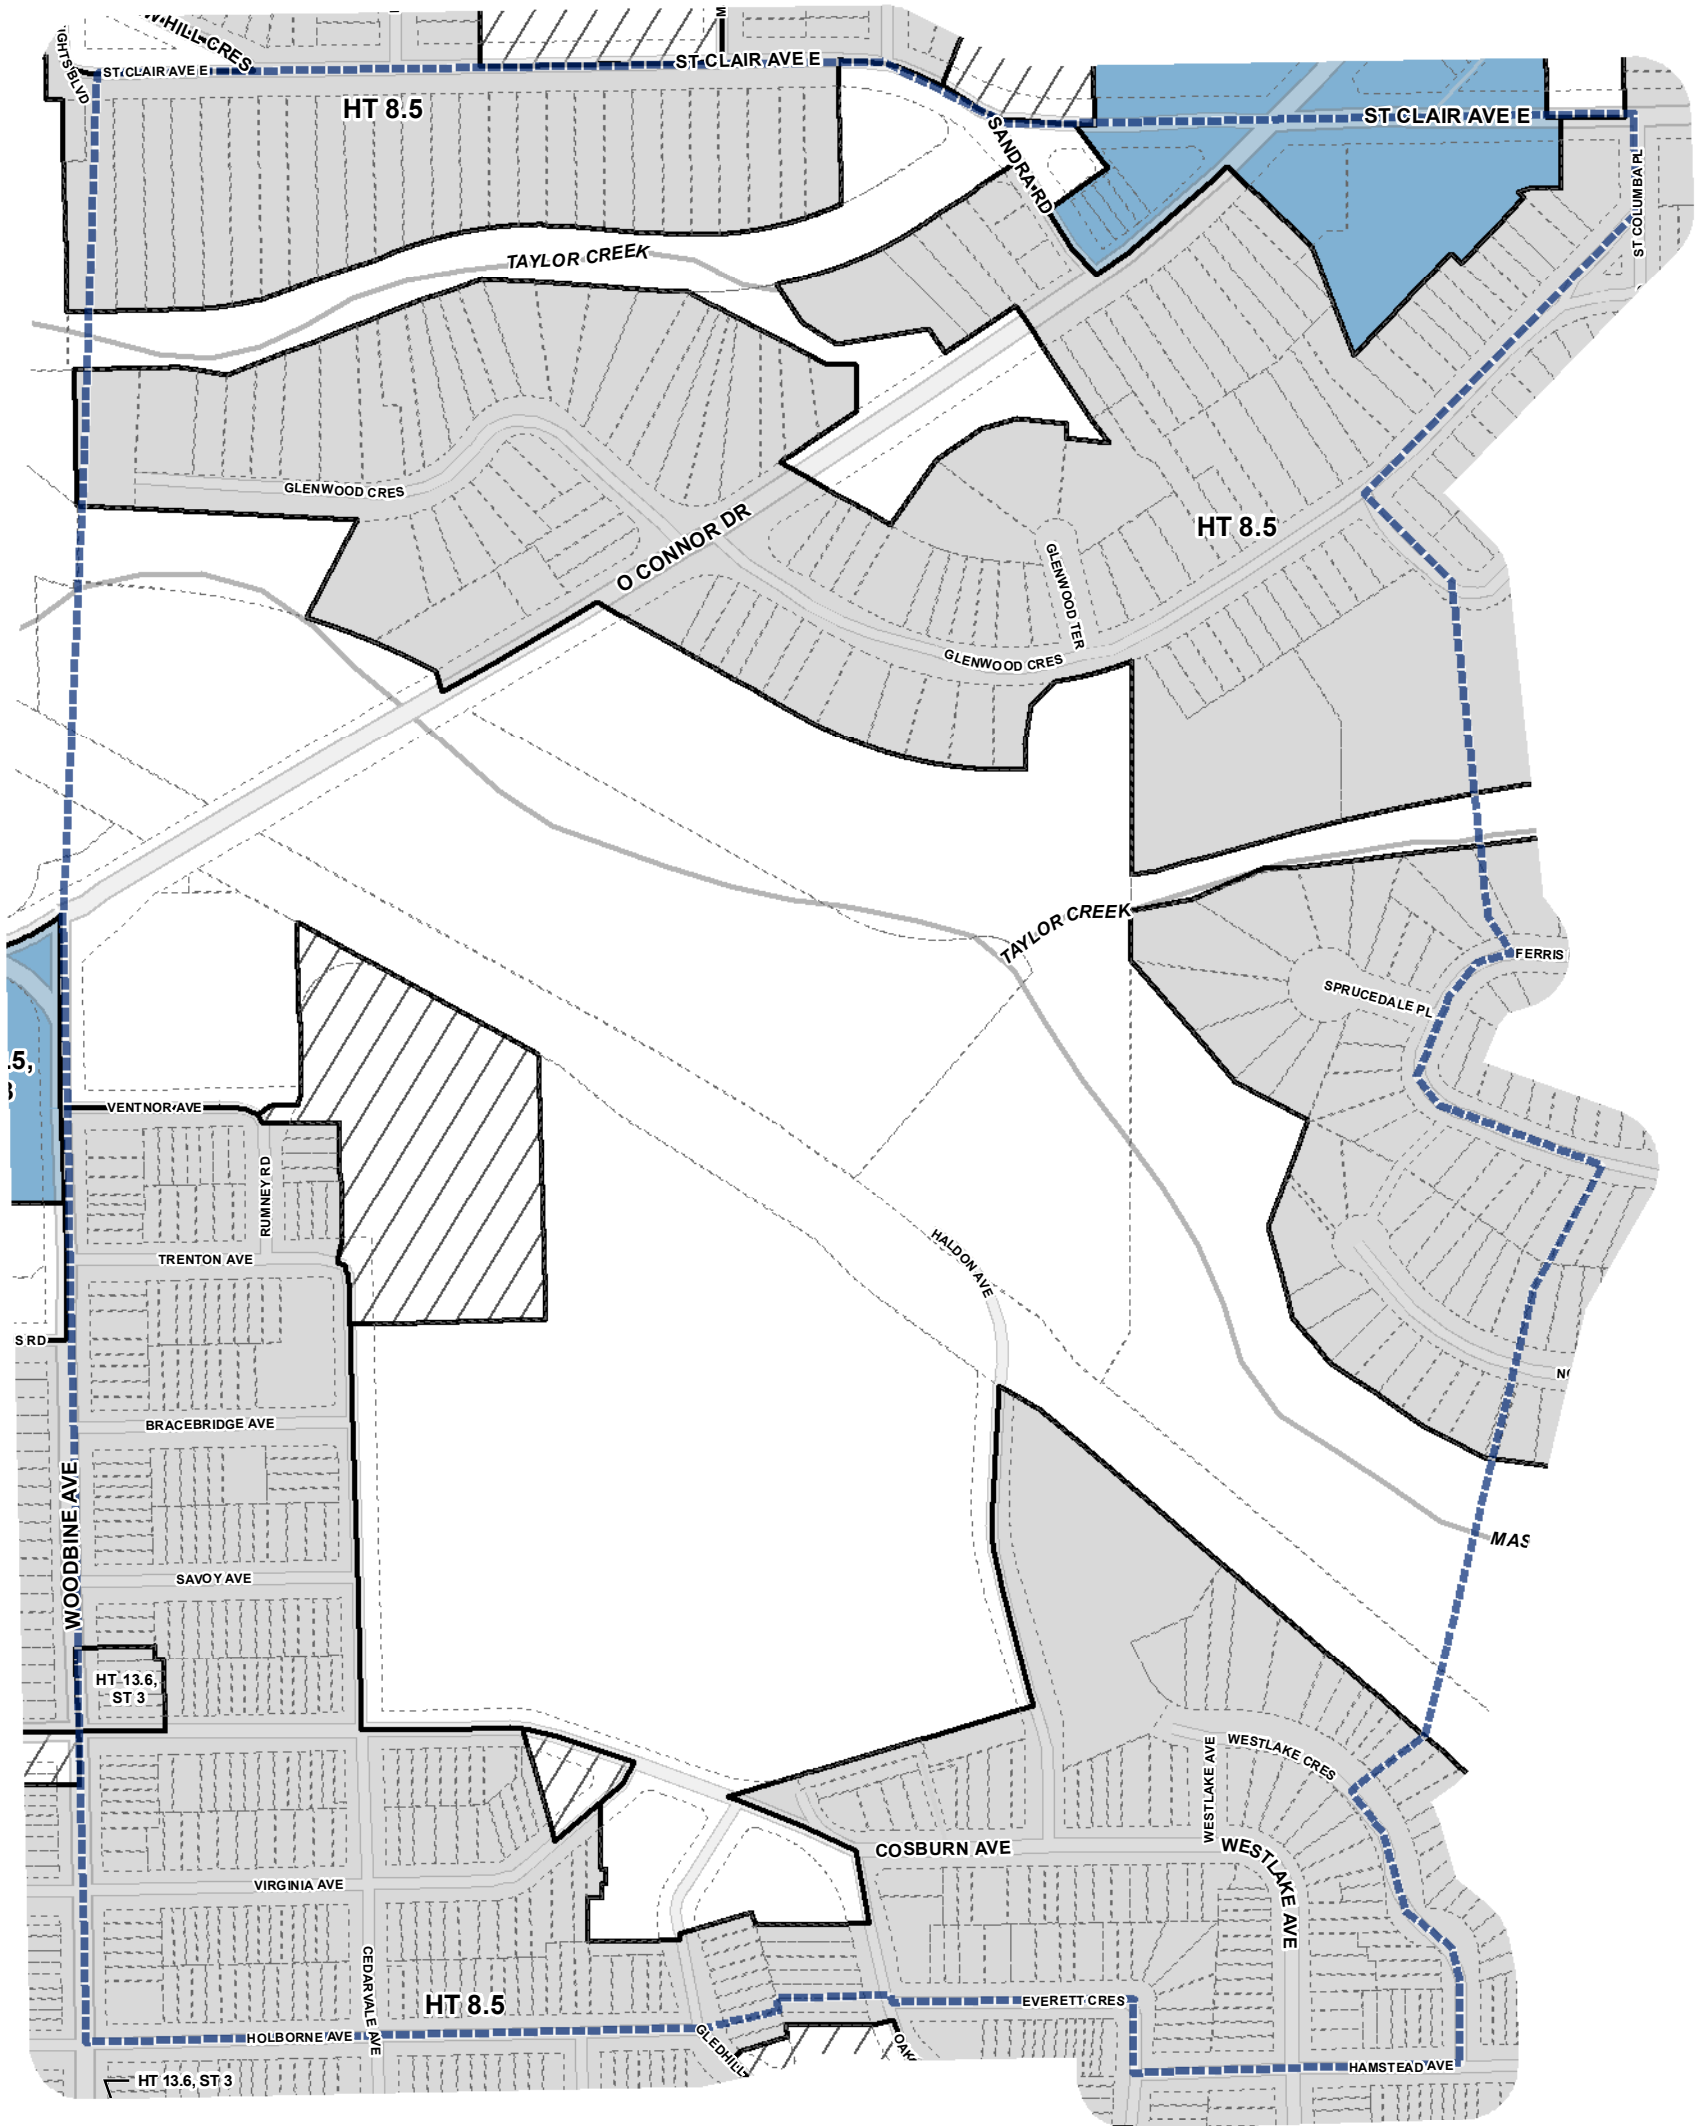 ST CLAIR AVE E
ST CLAIR AVE E
ST CLAIR AVE E
HT 8.5
SANDRA RD
ST COLUMBA PL
TAYLOR CREEK
GLENWOOD CRES
O CONNOR DR
HT 8.5
GLENWOOD TER
GLENWOOD CRES
TAYLOR CREEK
FERRIS
SPRUCEDALE PL
.5,
VENTNOR AVE
RUMNEY RD
TRENTON AVE
HALDON AVE
S RD
BRACEBRIDGE AVE
WOODBINE AVE
MAS
SAVOY AVE
HT 13.6,
ST 3
WESTLAKE AVE
WESTLAKE CRES
COSBURN AVE
WESTLAKE AVE
VIRGINIA AVE
CEDARVALE AVE
HT 8.5
EVERETT CRES
HOLBORNE AVE
GLEDHILL
OAK
HAMSTEAD AVE
HT 13.6, ST 3